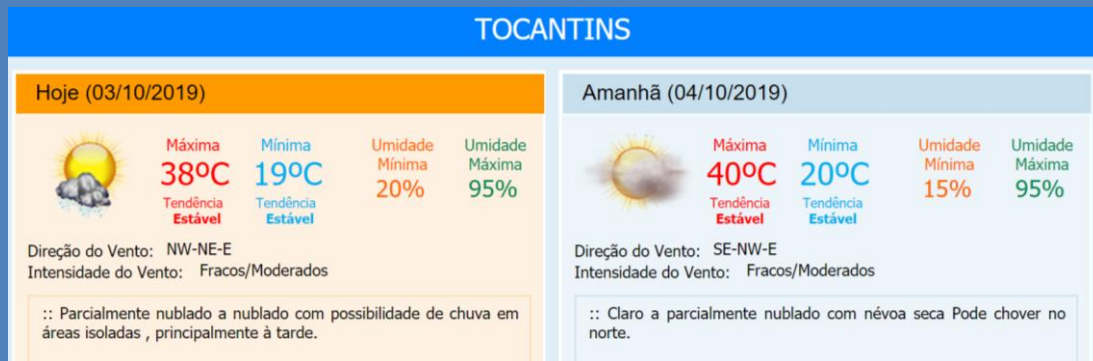 TOCANTINS
Hoje (03/10/2019)
Máxima
38ºC
Tendência
Estável
Mínima
19ºC
Tendência
Estável
Umidade
Mínima
20%
Umidade
Máxima
95%
Direção do Vento: NW-NE-E
Intensidade do Vento: Fracos/Moderados
:: Parcialmente nublado a nublado com possibilidade de chuva em
áreas isoladas , principalmente à tarde.
Amanhã (04/10/2019)
Máxima
40ºC
Tendência
Estável
Mínima
20ºC
Tendência
Estável
Umidade
Mínima
15%
Umidade
Máxima
95%
Direção do Vento: SE-NW-E
Intensidade do Vento: Fracos/Moderados
:: Claro a parcialmente nublado com névoa seca Pode chover no
norte.